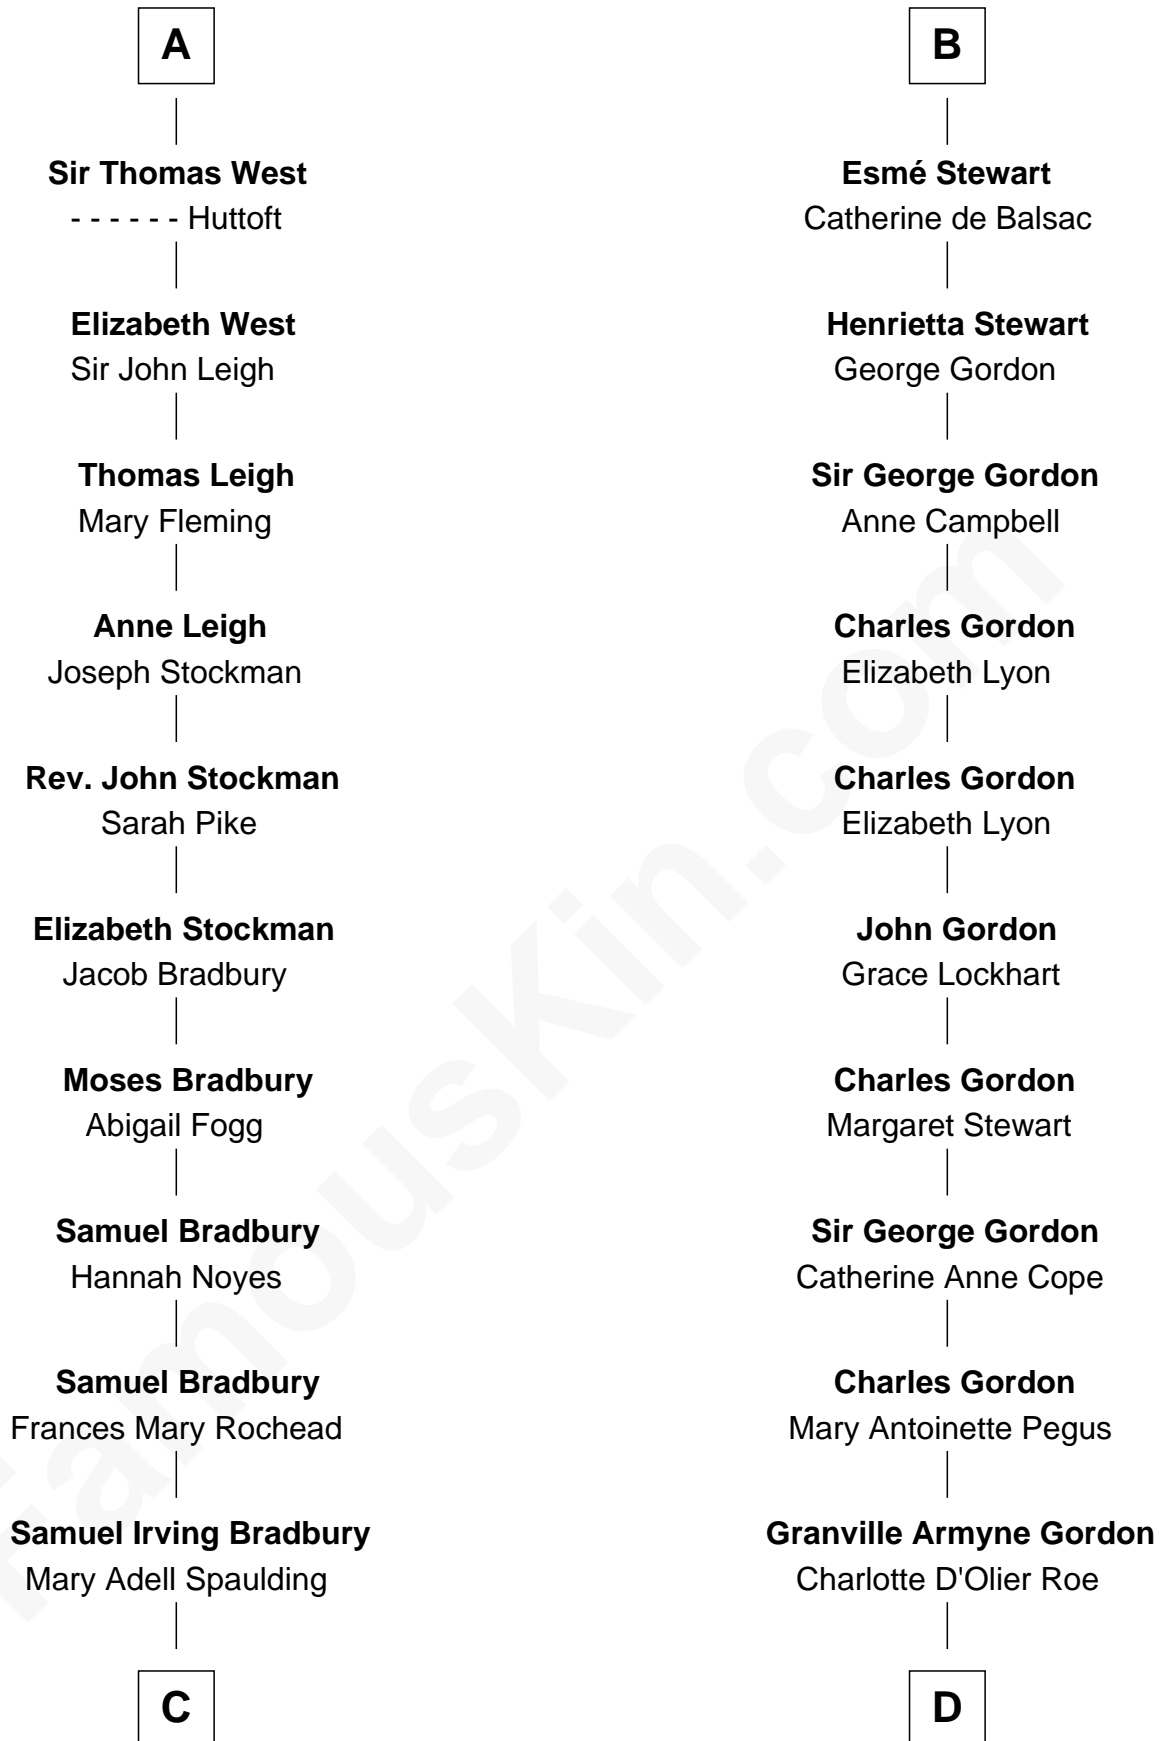 A
Sir Thomas West
- - - - - - Huttoft
Elizabeth West
Sir John Leigh
Thomas Leigh
Mary Fleming
Anne Leigh
Joseph Stockman
Rev. John Stockman
Sarah Pike
Elizabeth Stockman
Jacob Bradbury
Moses Bradbury
Abigail Fogg
Samuel Bradbury
Hannah Noyes
Samuel Bradbury
Frances Mary Rochead
Samuel Irving Bradbury
Mary Adell Spaulding
C
B
Esmé Stewart
Catherine de Balsac
Henrietta Stewart
George Gordon
Sir George Gordon
Anne Campbell
Charles Gordon
Elizabeth Lyon
Charles Gordon
Elizabeth Lyon
John Gordon
Grace Lockhart
Charles Gordon
Margaret Stewart
Sir George Gordon
Catherine Anne Cope
Charles Gordon
Mary Antoinette Pegus
Granville Armyne Gordon
Charlotte D'Olier Roe
D
FamousKin.com